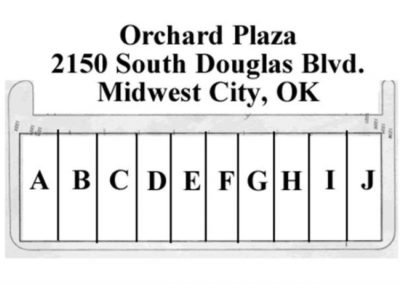 Orchard Plaza
2150 South Douglas Blvd.
Midwest City, OK
A B C D E F G H I J